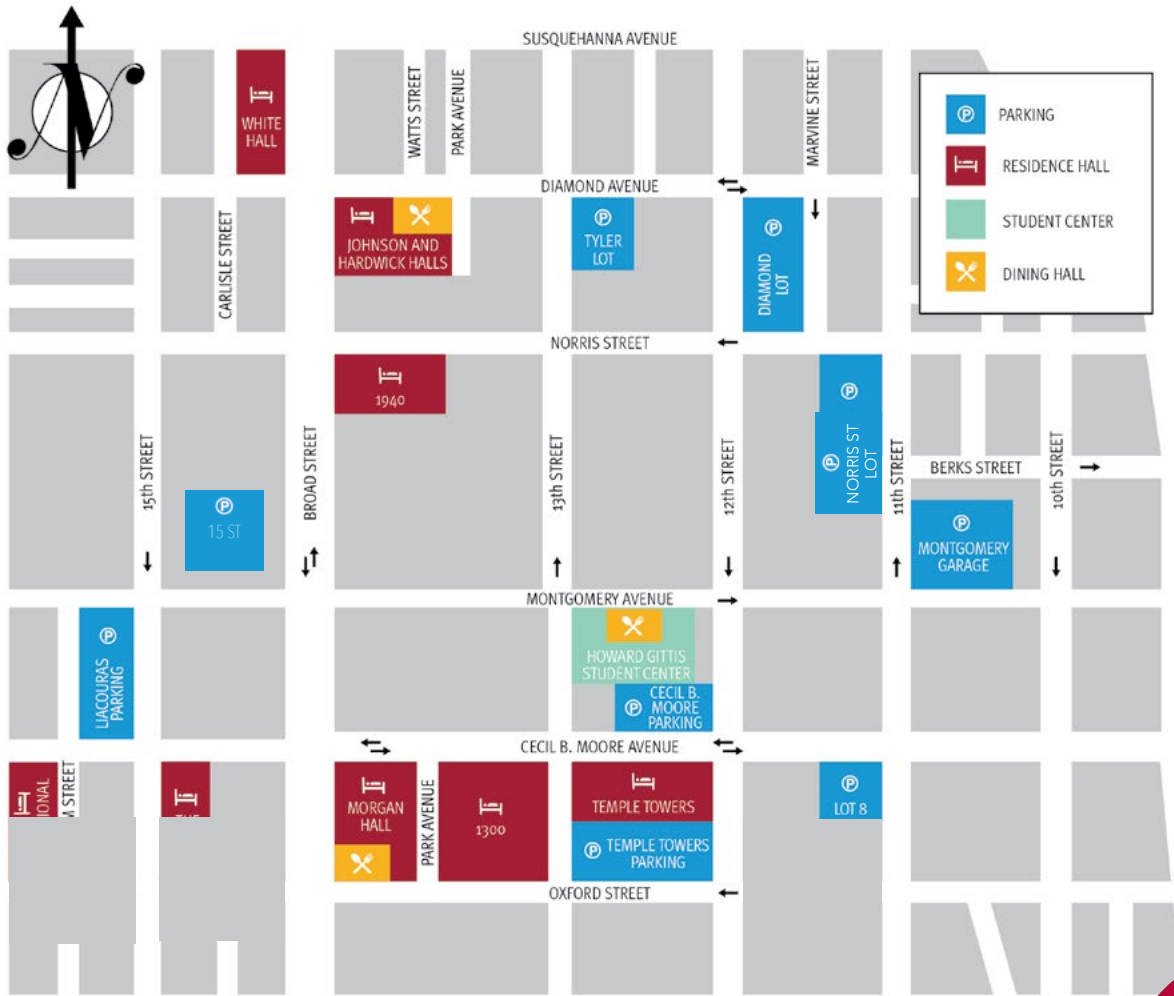 SUSQUEHANNA AVENUE
N
WHITE
HALL
WATTS STREET
PARK AVENUE
MARVINE STREET
P PARKING
RESIDENCE HALL
STUDENT CENTER
DINING HALL
DIAMOND AVENUE
CARLISLE STREET
JOHNSON AND
HARDWICK HALLS
P
TYLER
LOT
P
DIAMOND
LOT
NORRIS STREET
1940
P
P
NORRIS ST
LOT
15th STREET
BROAD STREET
13th STREET
12th STREET
11th STREET
BERKS STREET
10th STREET
P
15 ST
P
MONTGOMERY
GARAGE
MONTGOMERY AVENUE
P
LIACOURAS
PARKING
HOWARD GITTIS
STUDENT CENTER
P
CECIL B.
MOORE
PARKING
CECIL B. MOORE AVENUE
IONAL
M STREET
THE
MORGAN
HALL
PARK AVENUE
1300
TEMPLE TOWERS
P TEMPLE TOWERS
PARKING
P
LOT 8
OXFORD STREET